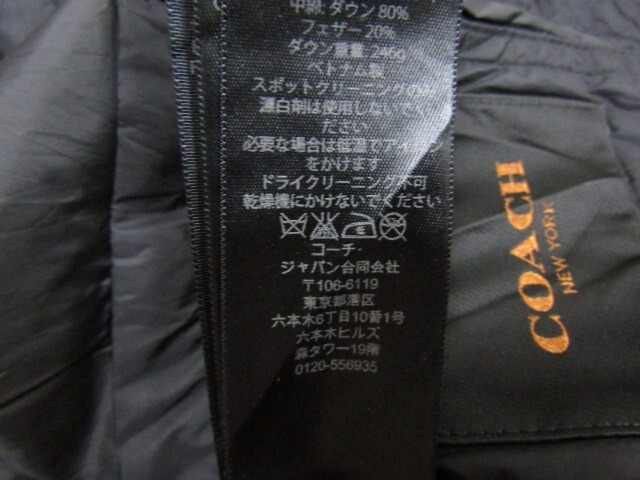 中綿:ダウン 80%
フェザー 20%
ダウン重量:245g
ベトナム製
スポットクリーニングのみ
漂白剤は使用しないでく
ださい
必要な場合は低温でアイロン
をかけます
ドライクリーニング不可
乾燥機にかけないでください
コーチ・
ジャパン合同会社
〒106-6119
東京都港区
六本木6丁目10番1号
六本木ヒルズ
森タワー19階
0120-556935
COACH
NEW YORK